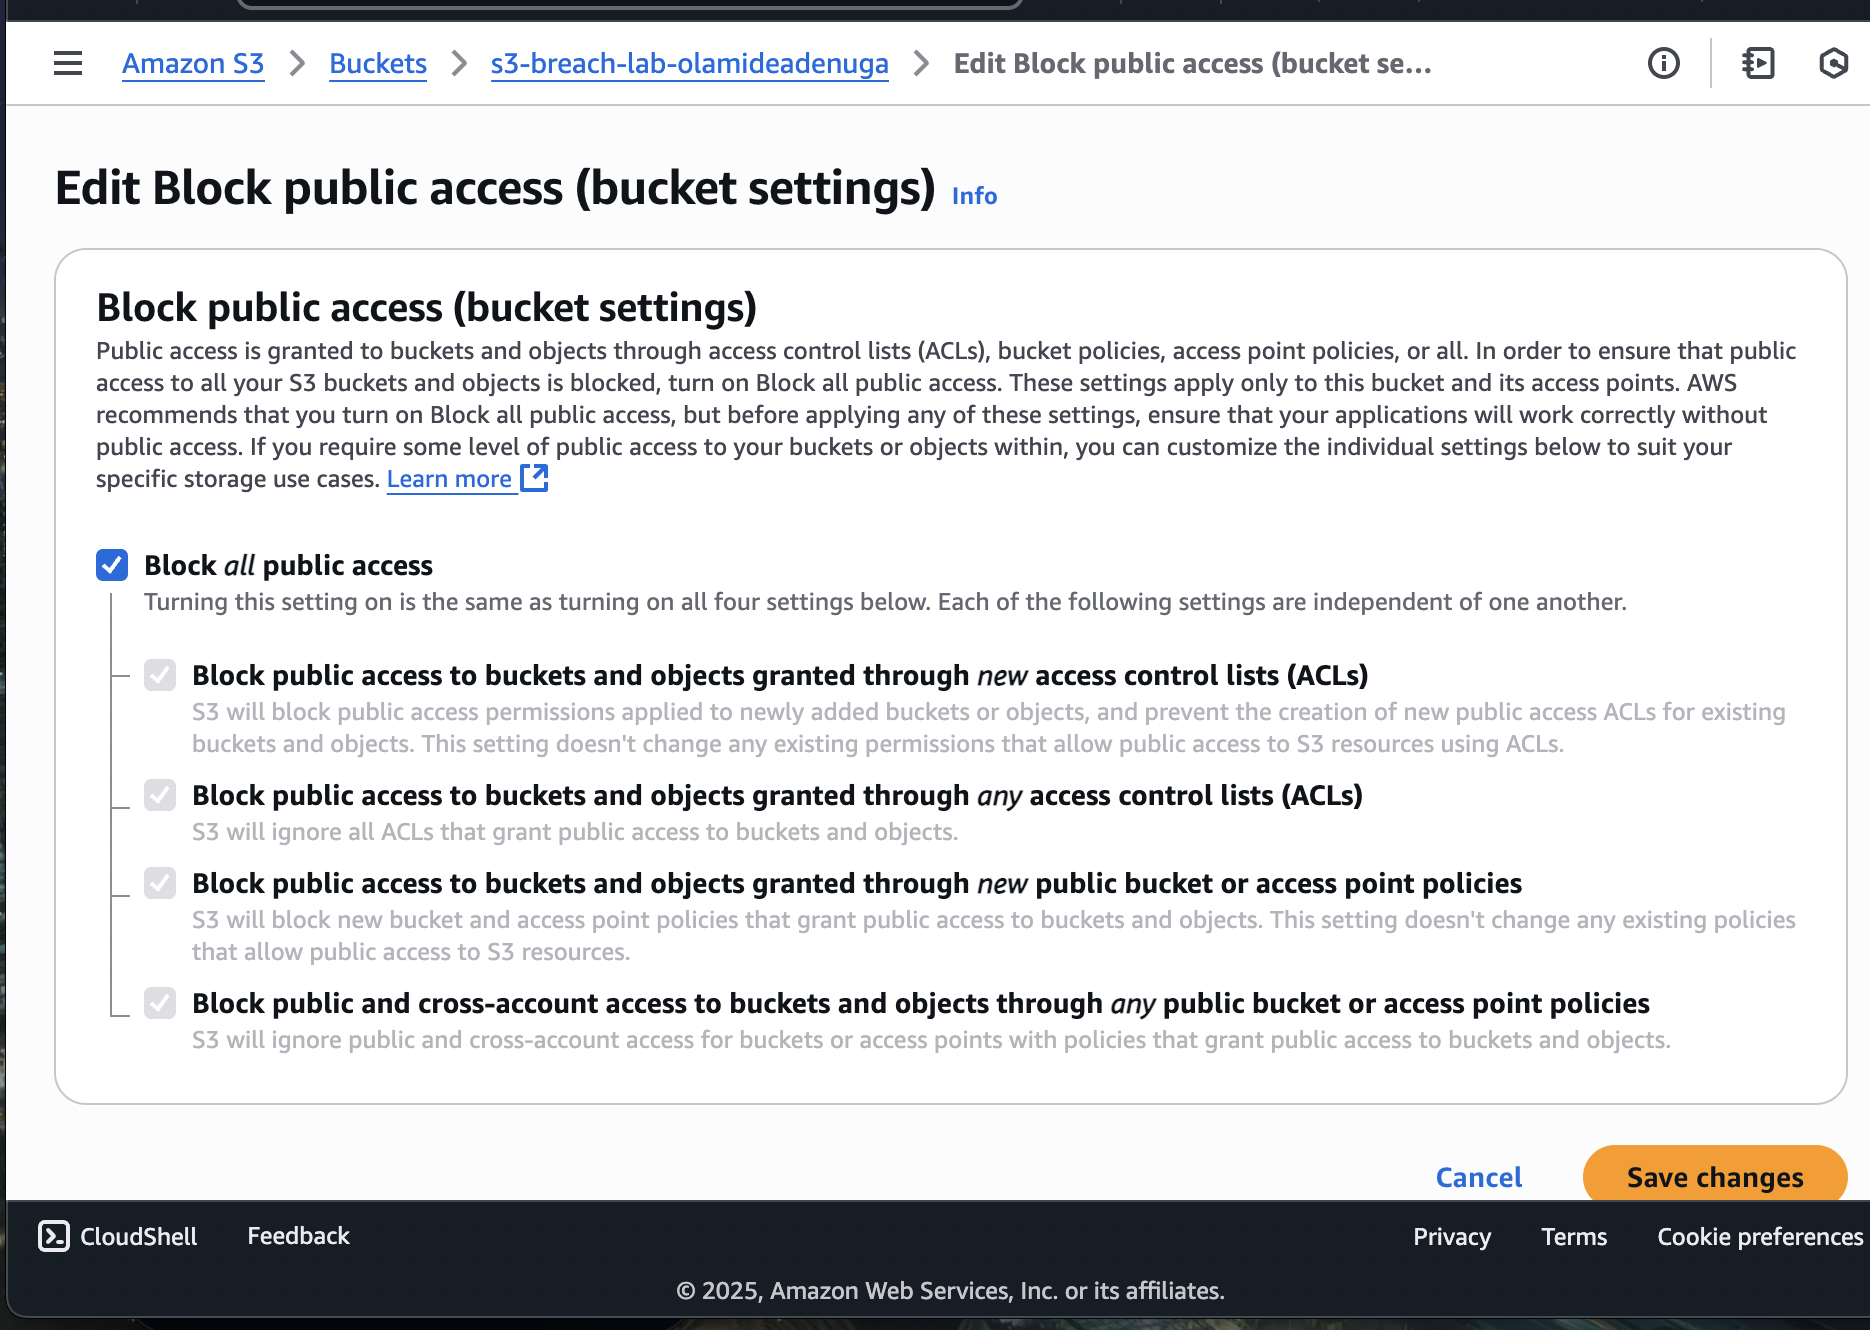 Amazon S3 > Buckets > s3-breach-lab-olamideadenuga > Edit Block public access (bucket se...
Edit Block public access (bucket settings) Info
Block public access (bucket settings)
Public access is granted to buckets and objects through access control lists (ACLs), bucket policies, access point policies, or all. In order to ensure that public
access to all your S3 buckets and objects is blocked, turn on Block all public access. These settings apply only to this bucket and its access points. AWS
recommends that you turn on Block all public access, but before applying any of these settings, ensure that your applications will work correctly without
public access. If you require some level of public access to your buckets or objects within, you can customize the individual settings below to suit your
specific storage use cases. Learn more
Block all public access
Turning this setting on is the same as turning on all four settings below. Each of the following settings are independent of one another.
Block public access to buckets and objects granted through new access control lists (ACLs)
S3 will block public access permissions applied to newly added buckets or objects, and prevent the creation of new public access ACLs for existing
buckets and objects. This setting doesn't change any existing permissions that allow public access to S3 resources using ACLs.
Block public access to buckets and objects granted through any access control lists (ACLs)
S3 will ignore all ACLs that grant public access to buckets and objects.
Block public access to buckets and objects granted through new public bucket or access point policies
S3 will block new bucket and access point policies that grant public access to buckets and objects. This setting doesn't change any existing policies
that allow public access to S3 resources.
Block public and cross-account access to buckets and objects through any public bucket or access point policies
S3 will ignore public and cross-account access for buckets or access points with policies that grant public access to buckets and objects.
Cancel Save changes
CloudShell Feedback Privacy Terms Cookie preferences
© 2025, Amazon Web Services, Inc. or its affiliates.